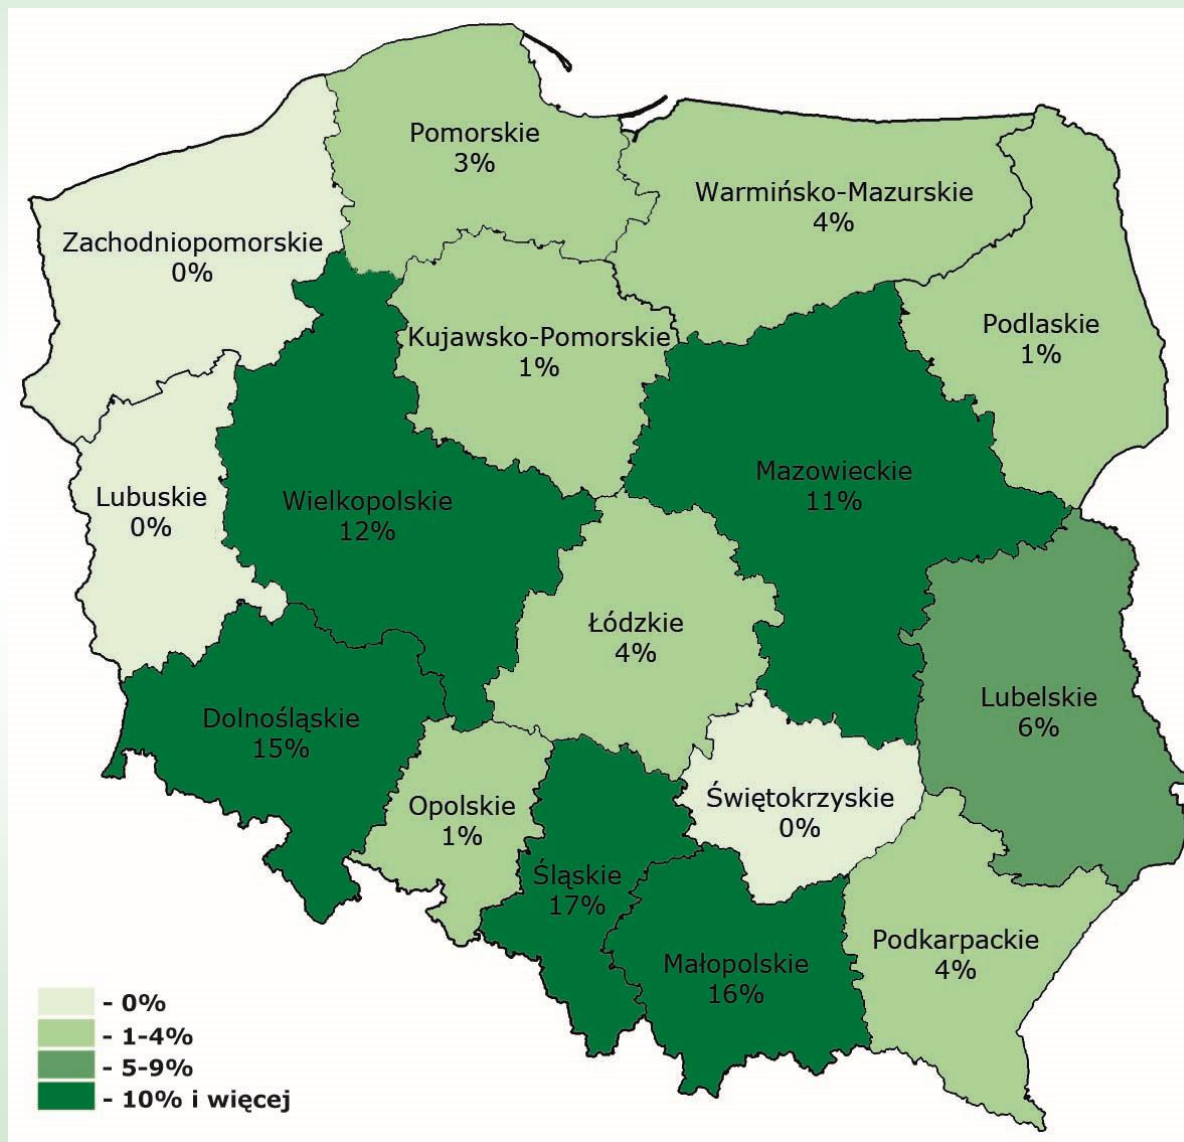 Pomorskie
3%
Warmińsko-Mazurskie
4%
Zachodniopomorskie
0%
Kujawsko-Pomorskie
1%
Podlaskie
1%
Lubuskie
0%
Wielkopolskie
12%
Mazowieckie
11%
Łódzkie
4%
Dolnośląskie
15%
Lubelskie
6%
Opolskie
1%
Świętokrzyskie
0%
Śląskie
17%
Małopolskie
16%
Podkarpackie
4%
- 0%
- 1-4%
- 5-9%
- 10% i więcej